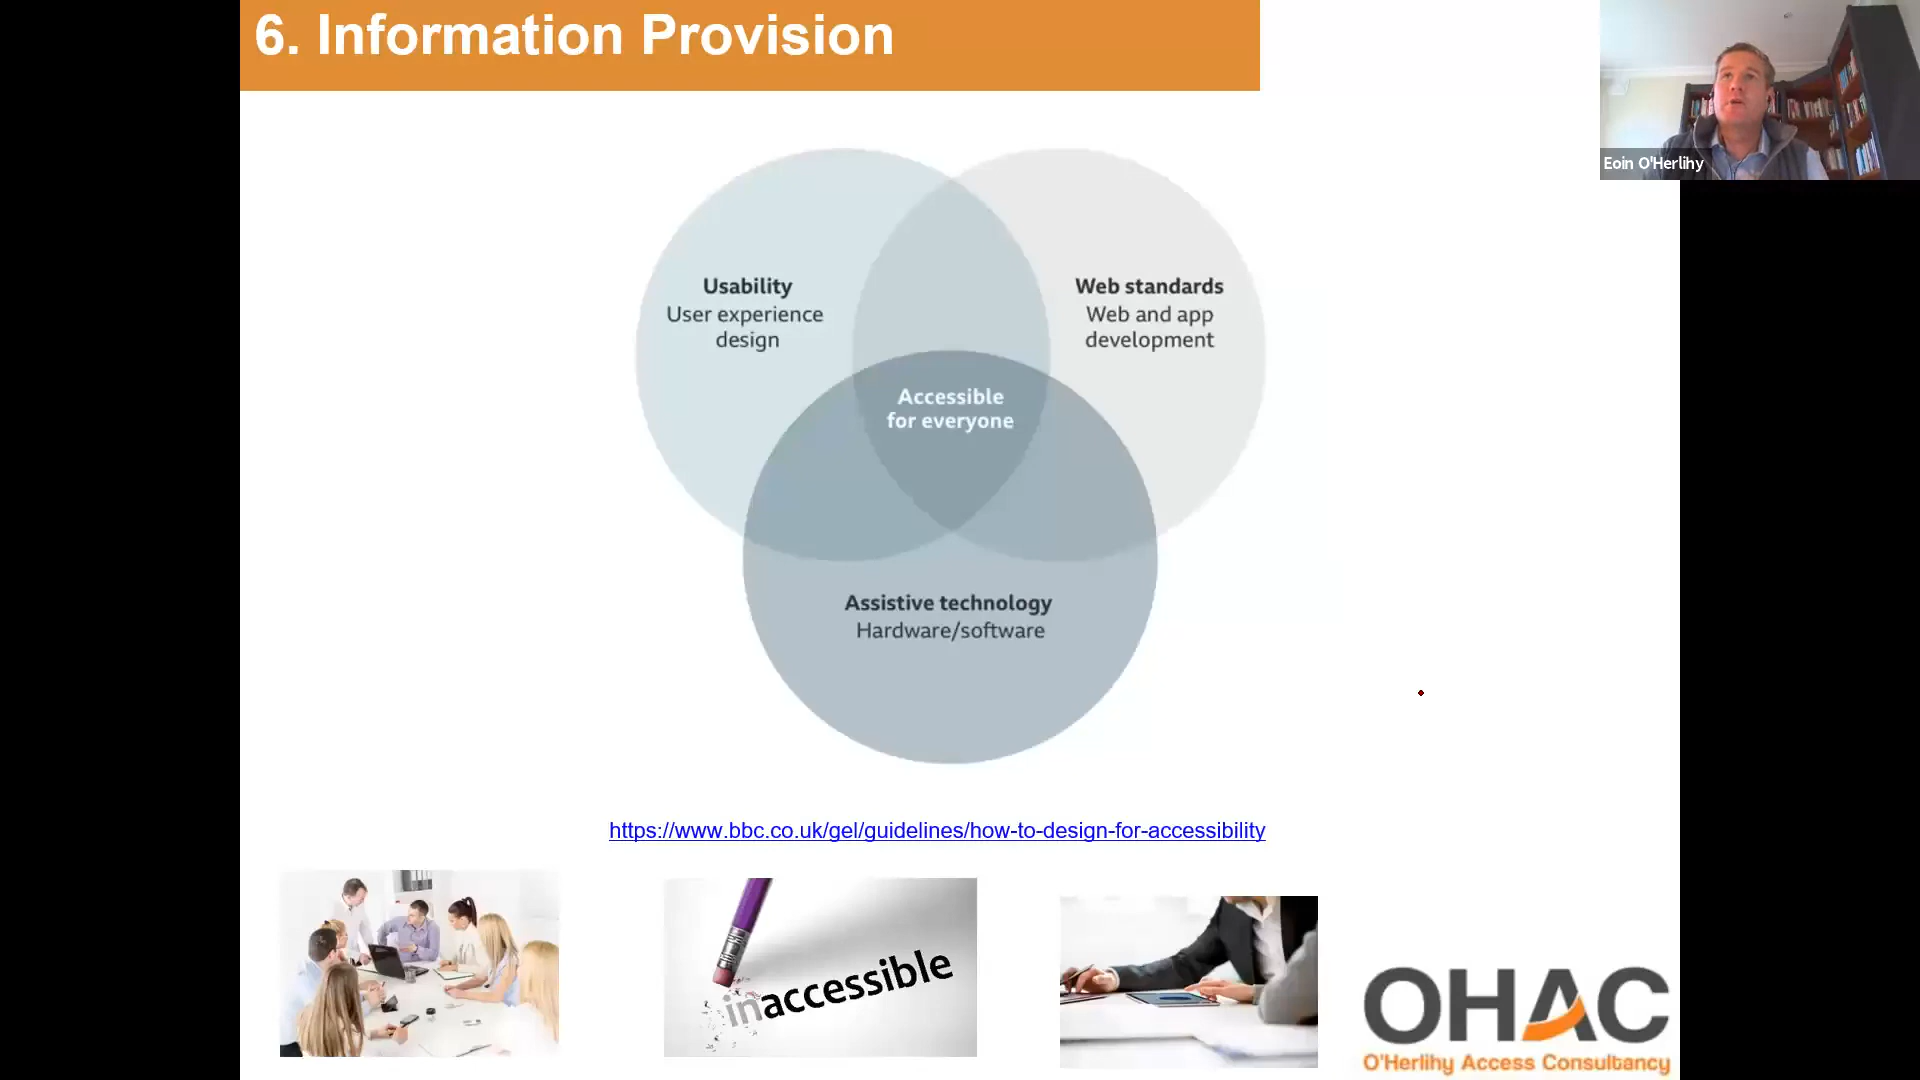 6. Information Provision
Eoin O'Herlihy
Usability
User experience
design
Web standards
Web and app
development
Accessible
for everyone
Assistive technology
Hardware/software
https://www.bbc.co.uk/gel/guidelines/how-to-design-for-accessibility
inaccessible
OHAC
O'Herlihy Access Consultancy